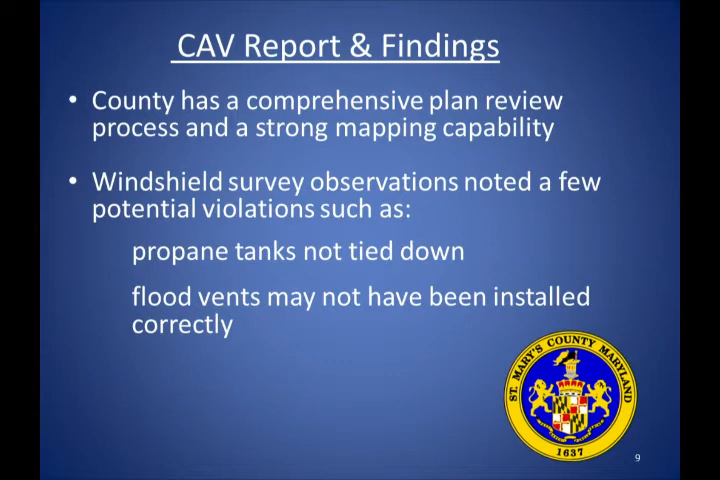 CAV Report & Findings
• County has a comprehensive plan review
process and a strong mapping capability
• Windshield survey observations noted a few
potential violations such as:
propane tanks not tied down
flood vents may not have been installed
correctly
ST. MARY'S COUNTY MARYLAND
1637
9